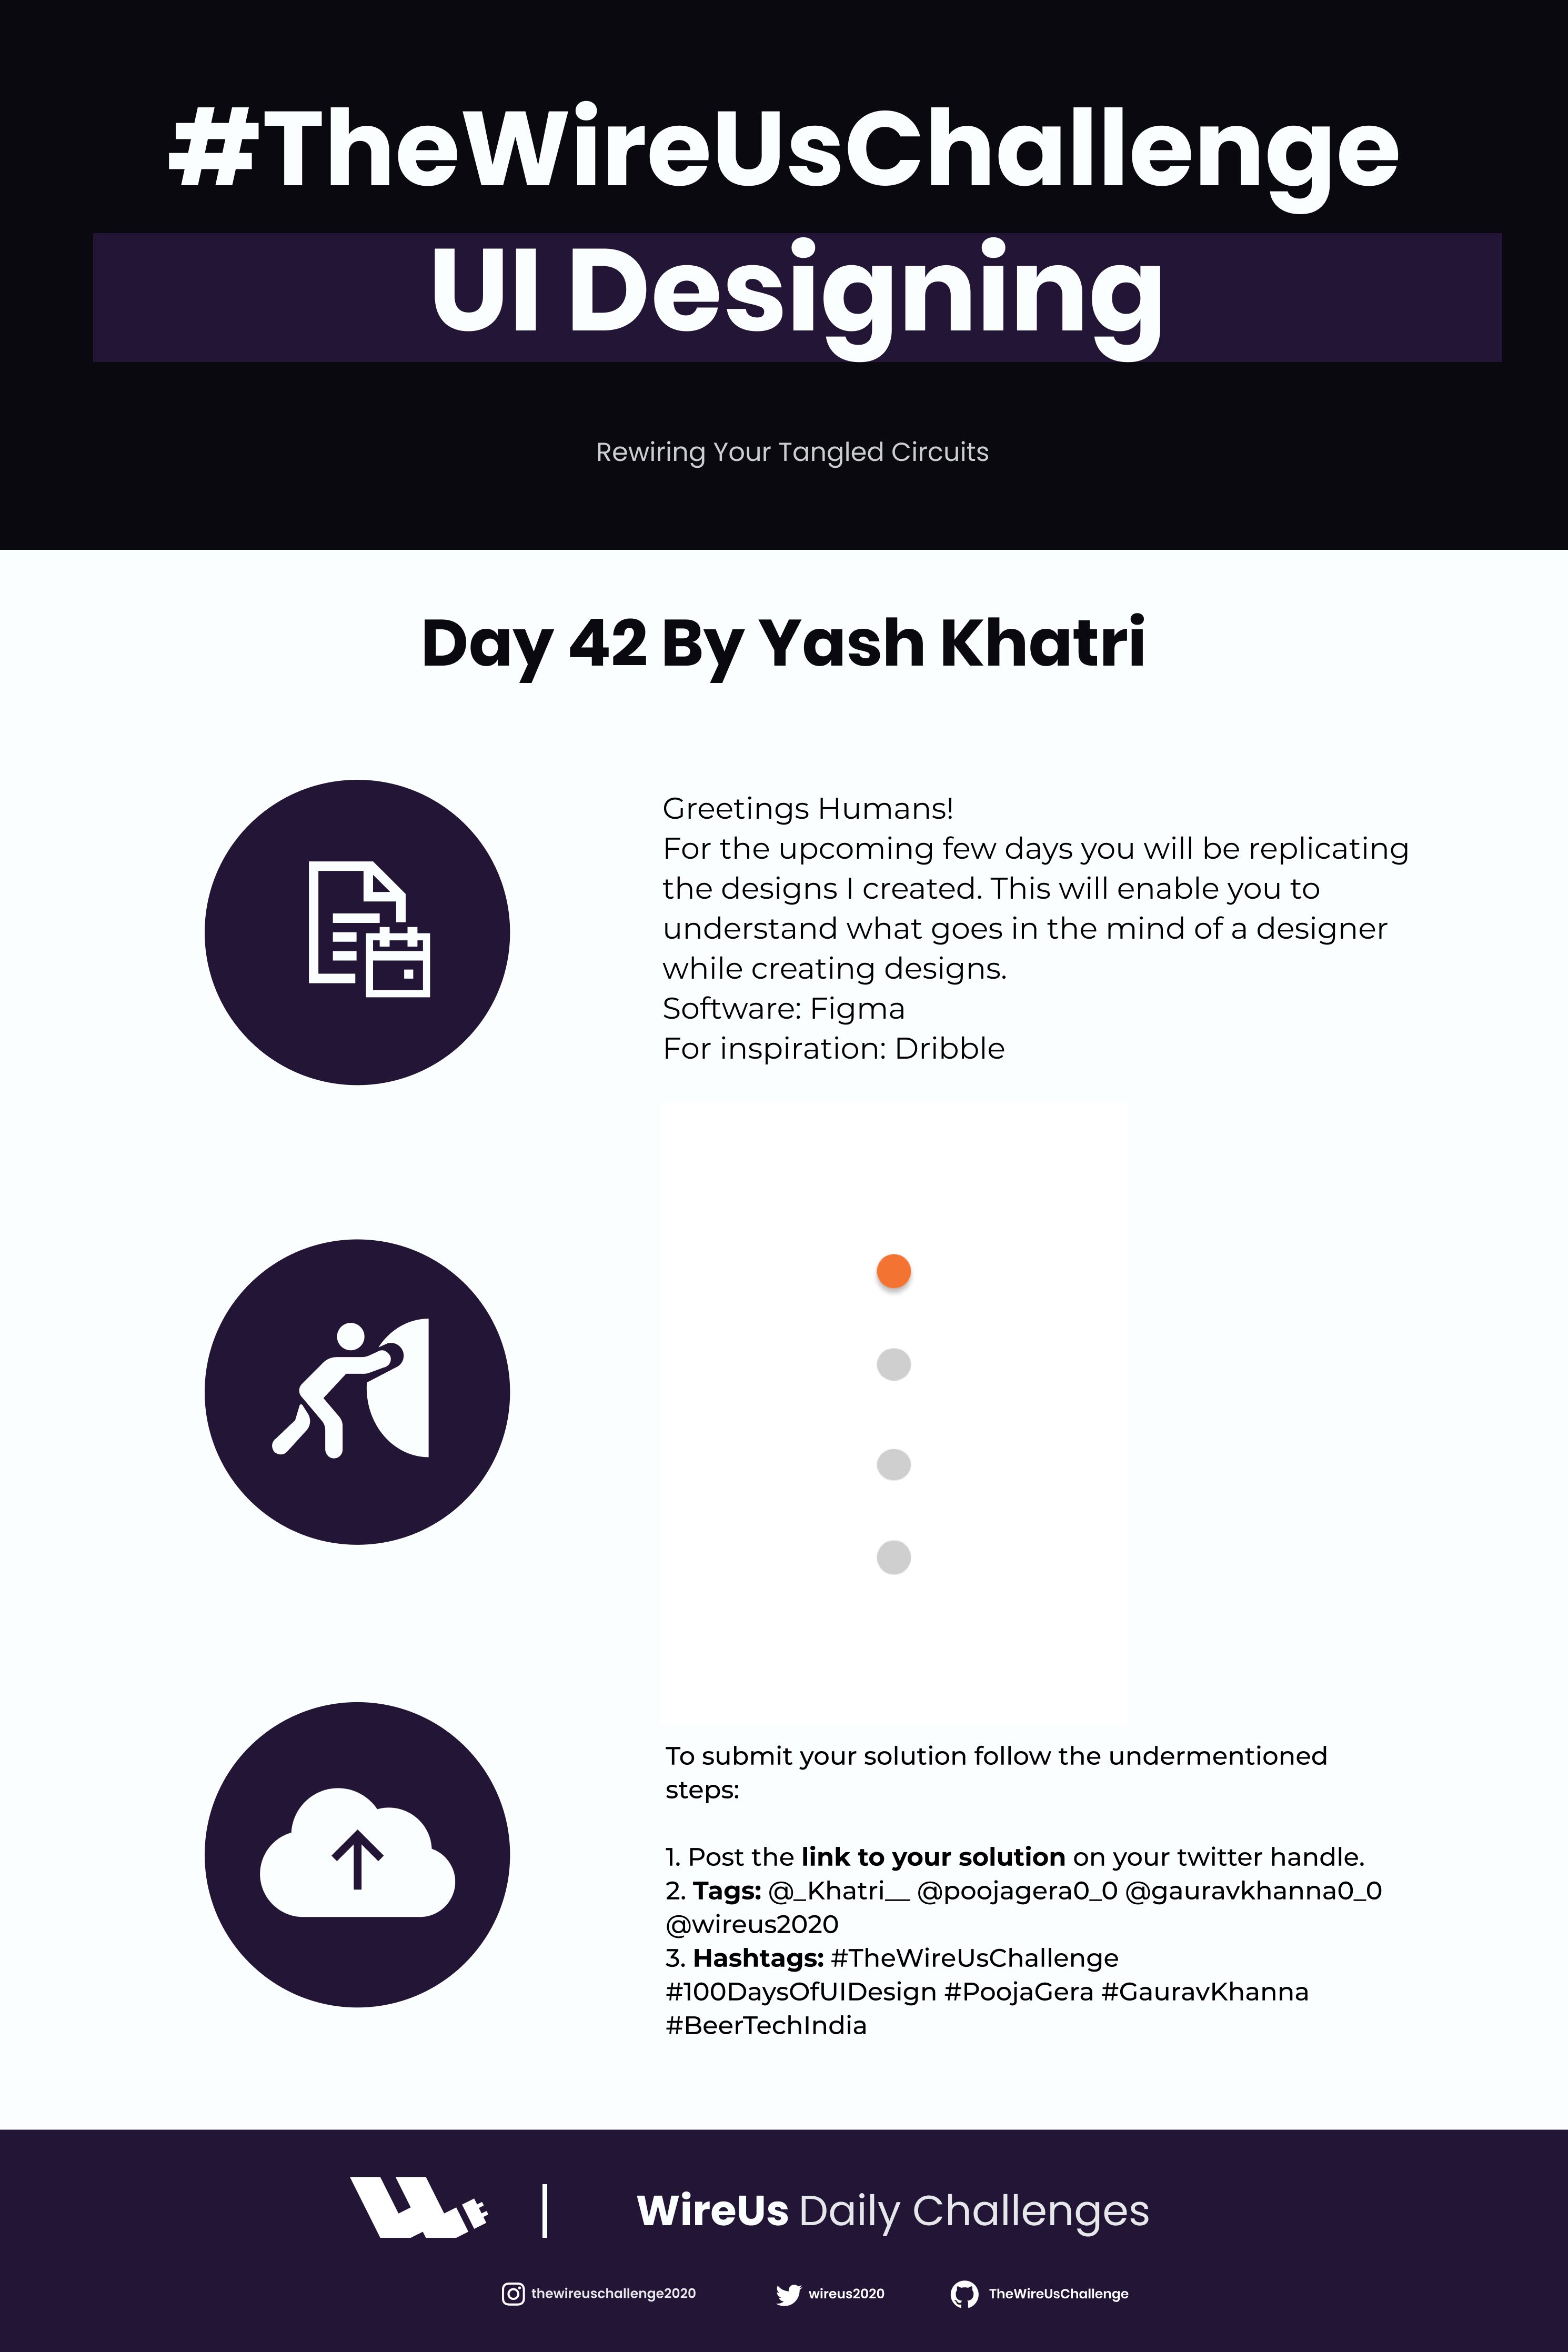 #TheWireUsChallenge
UI Designing
Rewiring Your Tangled Circuits
Day 42 By Yash Khatri
Greetings Humans!
For the upcoming few days you will be replicating
the designs I created. This will enable you to
understand what goes in the mind of a designer
while creating designs.
Software: Figma
For inspiration: Dribble
To submit your solution follow the undermentioned
steps:
1. Post the link to your solution on your twitter handle.
2. Tags: @_Khatri__ @poojagera0_0 @gauravkhanna0_0
@wireus2020
3. Hashtags: #TheWireUsChallenge
#100DaysOfUIDesign #PoojaGera #GauravKhanna
#BeerTechIndia
WireUs Daily Challenges
thewireuschallenge2020 wireus2020 TheWireUsChallenge